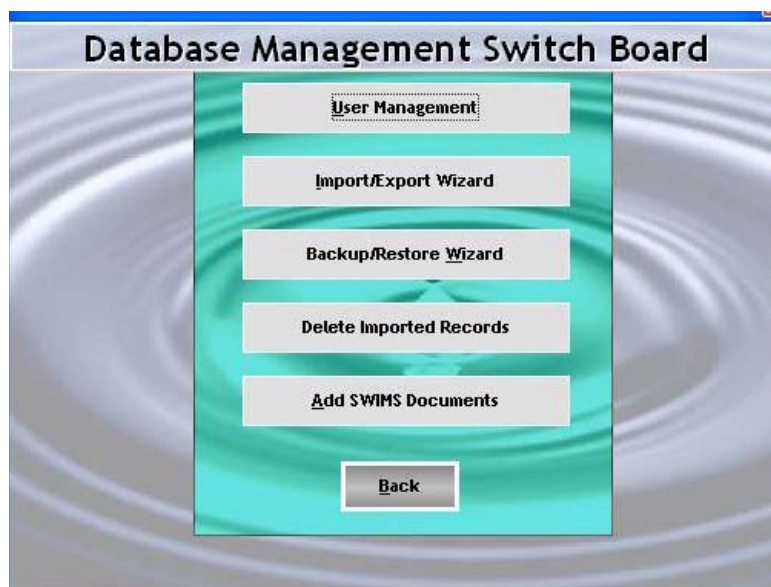 Database Management Switch Board
User Management
Import/Export Wizard
Backup/Restore Wizard
Delete Imported Records
Add SWIMS Documents
Back